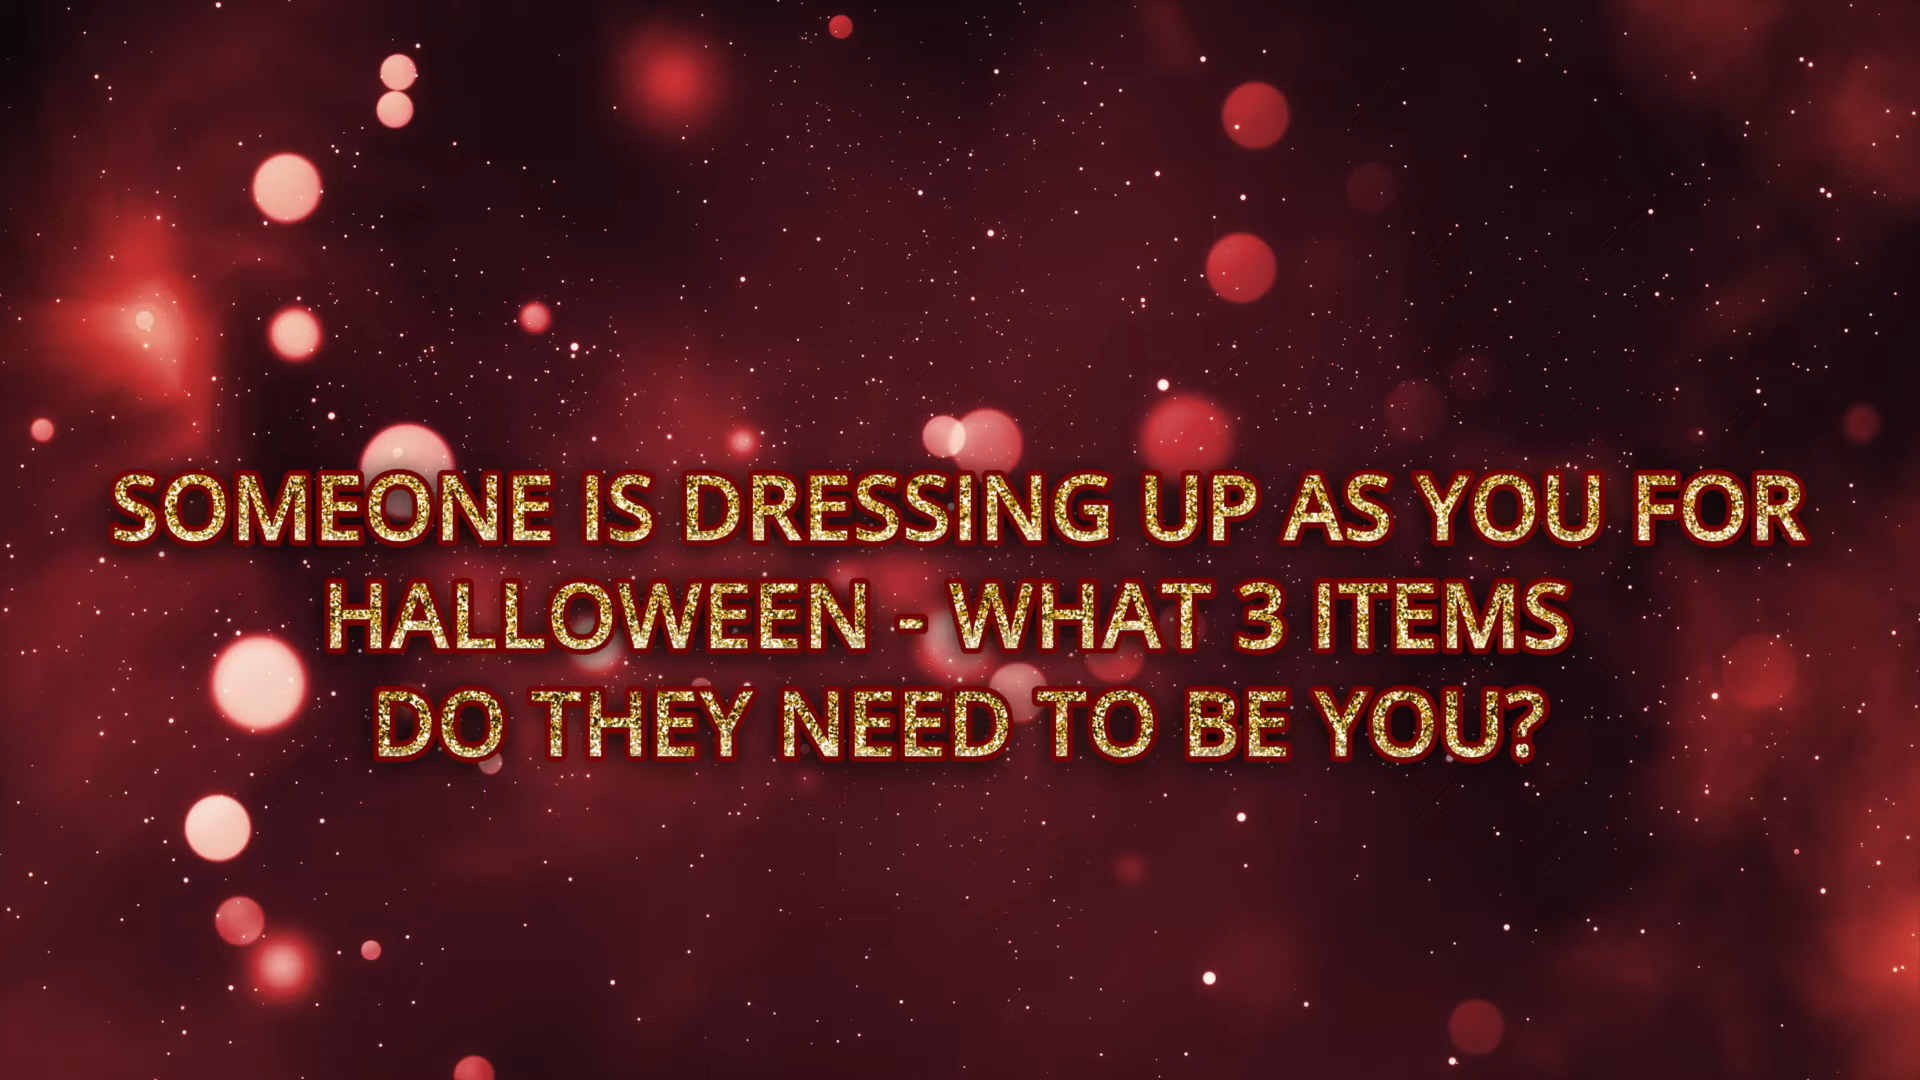 SOMEONE IS DRESSING UP AS YOU FOR
HALLOWEEN - WHAT 3 ITEMS
DO THEY NEED TO BE YOU?